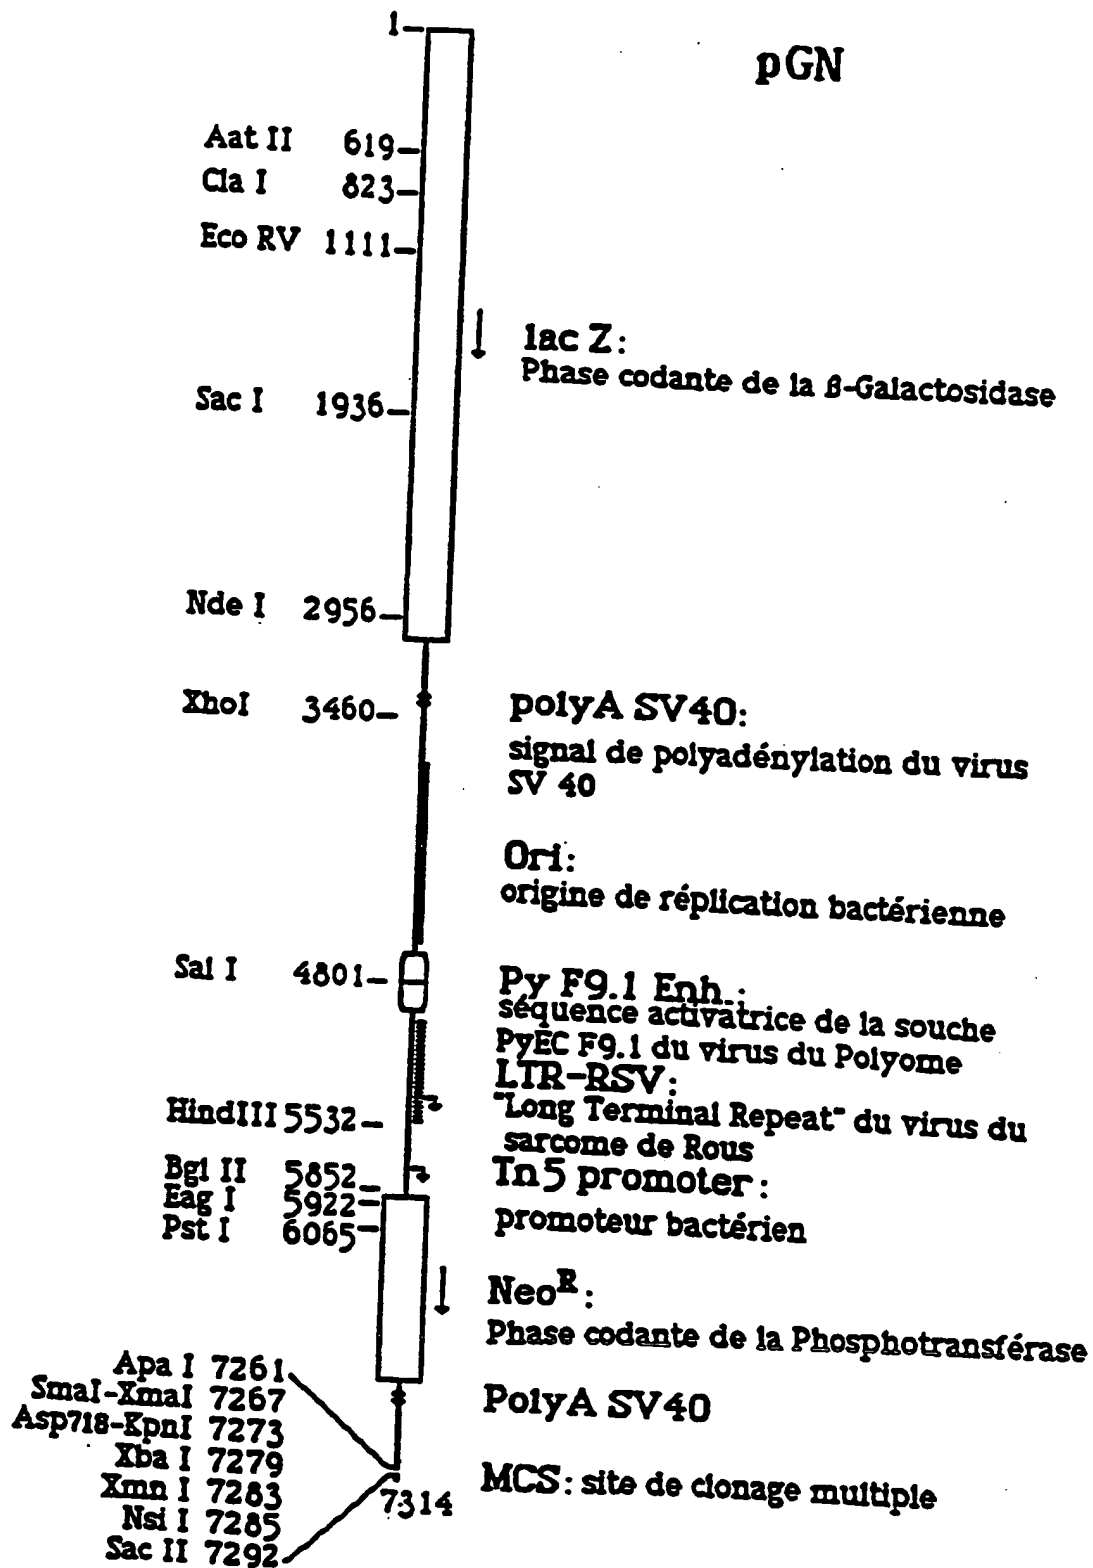 pGN
1
Aat II 619
Cla I 823
Eco RV 1111
lac Z:
Phase codante de la β-Galactosidase
Sac I 1936
Nde I 2956
XhoI 3460
polyA SV40:
signal de polyadénylation du virus
SV 40
Ori:
origine de réplication bactérienne
Sal I 4801
Py F9.1 Enh.:
séquence activatrice de la souche
PyEC F9.1 du virus du Polyome
LTR-RSV:
"Long Terminal Repeat" du virus du
sarcome de Rous
HindIII 5532
Bgl II 5852
Eag I 5922
Pst I 6065
Tn5 promoter:
promoteur bactérien
Neo^R:
Phase codante de la Phosphotransférase
Apa I 7261
SmaI-XmaI 7267
Asp718-KpnI 7273
Xba I 7279
Xmn I 7283
Nsi I 7285
Sac II 7292
PolyA SV40
7314
MCS: site de clonage multiple